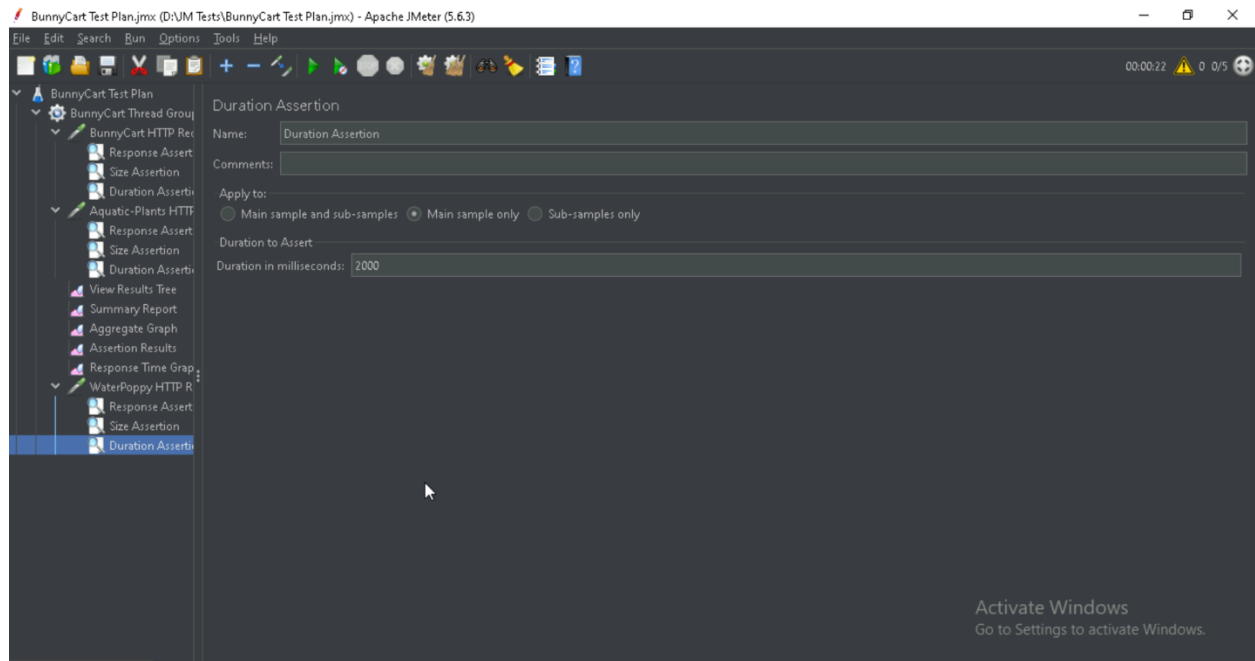 BunnyCart Test Plan.jmx (D:\JM Tests\BunnyCart Test Plan.jmx) - Apache JMeter (5.6.3)
File Edit Search Run Options Tools Help
00:00:22 0 0/5
BunnyCart Test Plan
BunnyCart Thread Group
BunnyCart HTTP Rec
Response Assert
Size Assertion
Duration Asserti
Aquatic-Plants HTTP
Response Assert
Size Assertion
Duration Asserti
View Results Tree
Summary Report
Aggregate Graph
Assertion Results
Response Time Grap
WaterPoppy HTTP R
Response Assert
Size Assertion
Duration Asserti
Duration Assertion
Name: Duration Assertion
Comments:
Apply to:
Main sample and sub-samples Main sample only Sub-samples only
Duration to Assert
Duration in milliseconds: 2000
Activate Windows
Go to Settings to activate Windows.